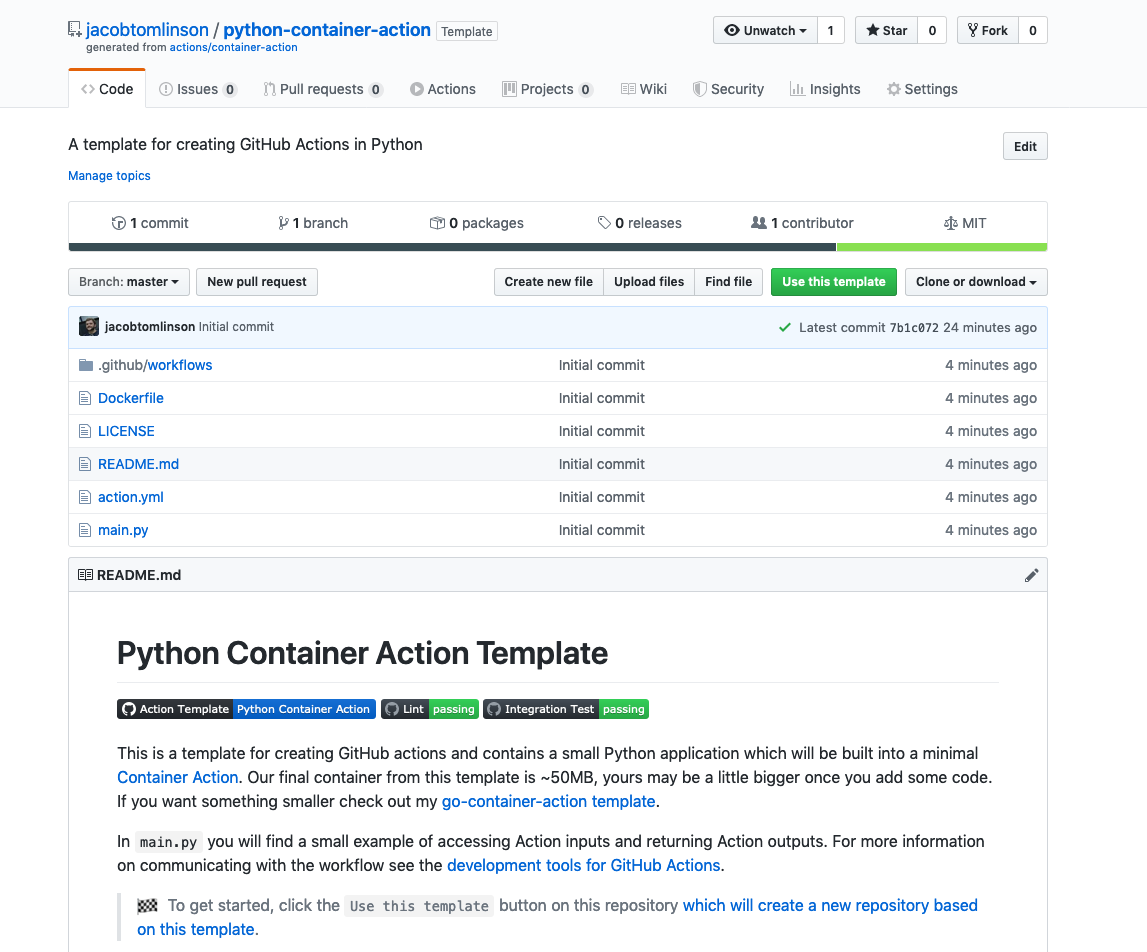 jacobtomlinson / python-container-action Template
generated from actions/container-action
Unwatch 1 Star 0 Fork 0
Code Issues 0 Pull requests 0 Actions Projects 0 Wiki Security Insights Settings
A template for creating GitHub Actions in Python
Edit
Manage topics
1 commit 1 branch 0 packages 0 releases 1 contributor MIT
Branch: master New pull request Create new file Upload files Find file Use this template Clone or download
jacobtomlinson Initial commit Latest commit 7b1c072 24 minutes ago
.github/workflows Initial commit 4 minutes ago
Dockerfile Initial commit 4 minutes ago
LICENSE Initial commit 4 minutes ago
README.md Initial commit 4 minutes ago
action.yml Initial commit 4 minutes ago
main.py Initial commit 4 minutes ago
README.md
Python Container Action Template
Action Template Python Container Action Lint passing Integration Test passing
This is a template for creating GitHub actions and contains a small Python application which will be built into a minimal
Container Action. Our final container from this template is ~50MB, yours may be a little bigger once you add some code.
If you want something smaller check out my go-container-action template.
In main.py you will find a small example of accessing Action inputs and returning Action outputs. For more information
on communicating with the workflow see the development tools for GitHub Actions.
To get started, click the Use this template button on this repository which will create a new repository based
on this template.